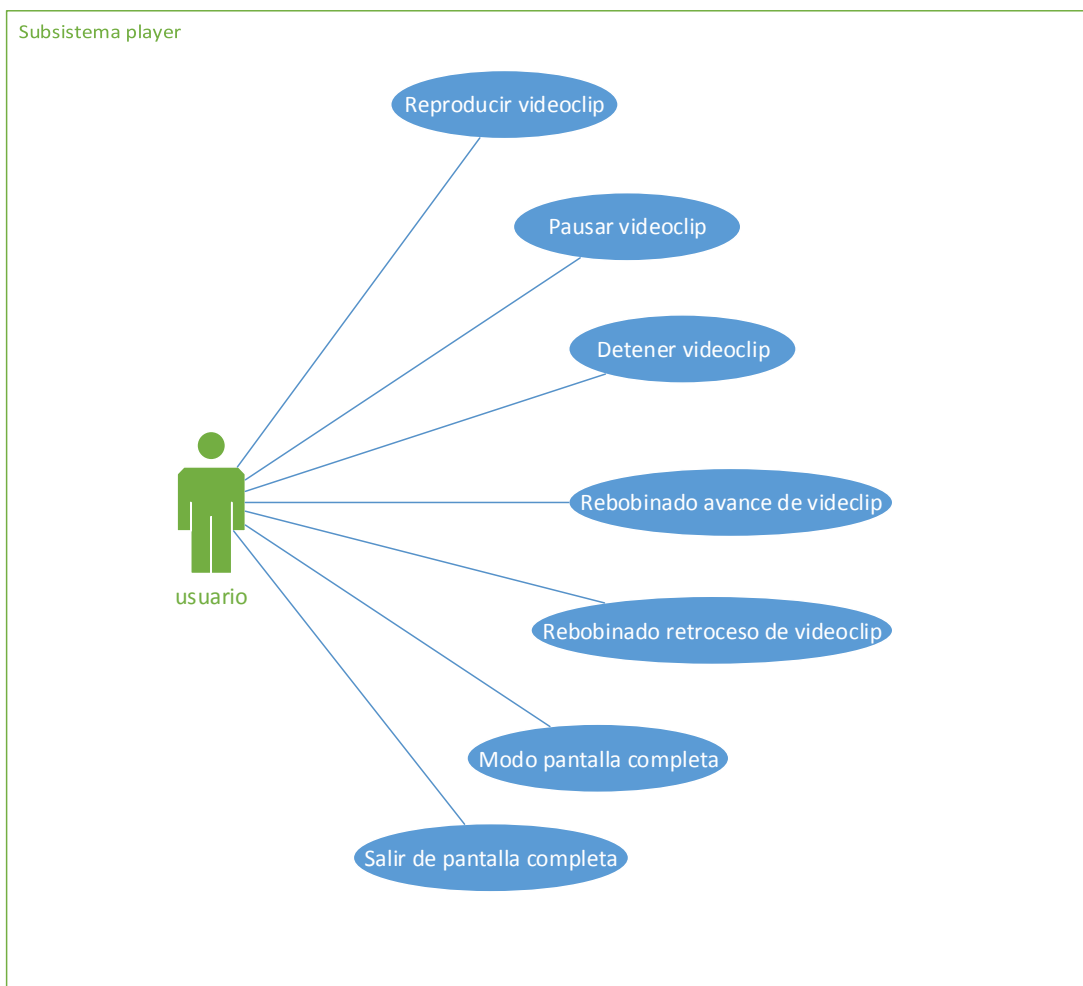 Subsistema player
Reproducir videoclip
Pausar videoclip
Detener videoclip
Rebobinado avance de videclip
usuario
Rebobinado retroceso de videoclip
Modo pantalla completa
Salir de pantalla completa